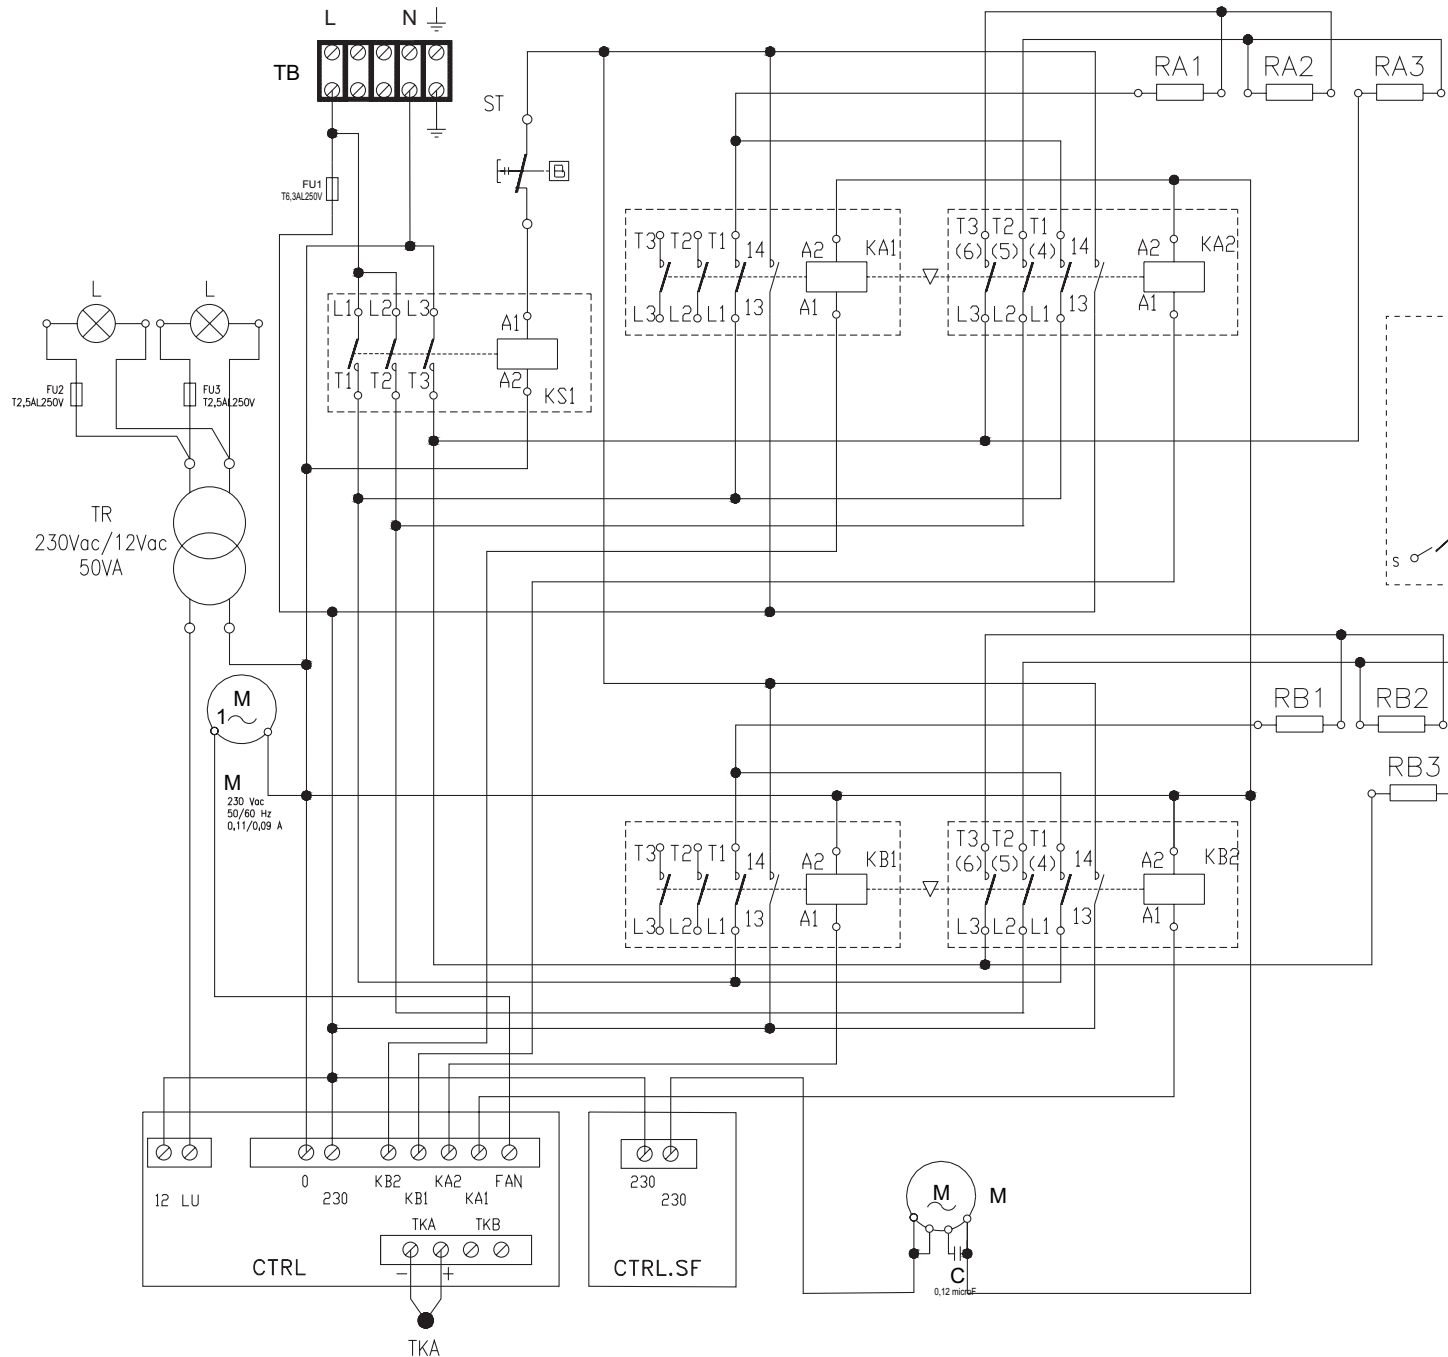 L N
TB
ST
B
RA1 RA2 RA3
FU1
T6,3AL250V
L L
FU2
T2,5AL250V
FU3
T2,5AL250V
TR
230Vac/12Vac
50VA
L1 L2 L3
T1 T2 T3
A1
A2
KS1
T3 T2 T1 14
A2 KA1
L3 L2 L1 13
A1
T3 T2 T1
(6) (5) (4) 14
A2 KA2
L3 L2 L1 13
A1
S
M
1
M
230 Vac
50/60 Hz
0,11/0,09 A
RB1 RB2
RB3
T3 T2 T1 14
A2 KB1
L3 L2 L1 13
A1
T3 T2 T1
(6) (5) (4) 14
A2 KB2
L3 L2 L1 13
A1
12 LU
0 230 KB2 KB1 KA2 KA1 FAN
TKA TKB
- +
CTRL
TKA
230 230
CTRL.SF
M M
C
0,12 microF